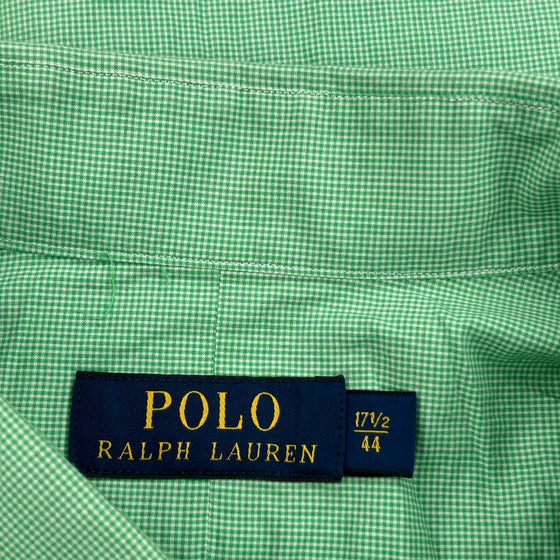 POLO
RALPH LAUREN
17 1/2
44